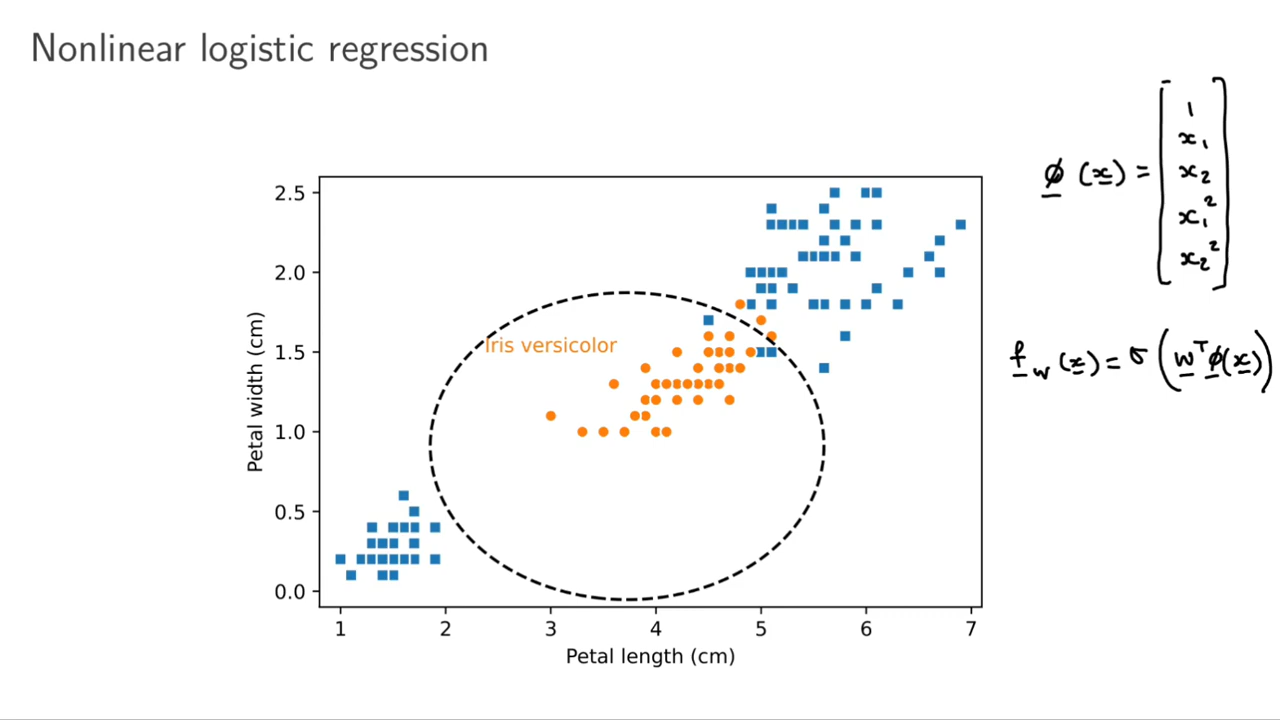 Nonlinear logistic regression
ϕ (x) = [ 1
x₁
x₂
x₁²
x₂² ]
f_w (x) = σ (w^T ϕ(x))
2.5
2.0
1.5
1.0
0.5
0.0
Petal width (cm)
Iris versicolor
1 2 3 4 5 6 7
Petal length (cm)